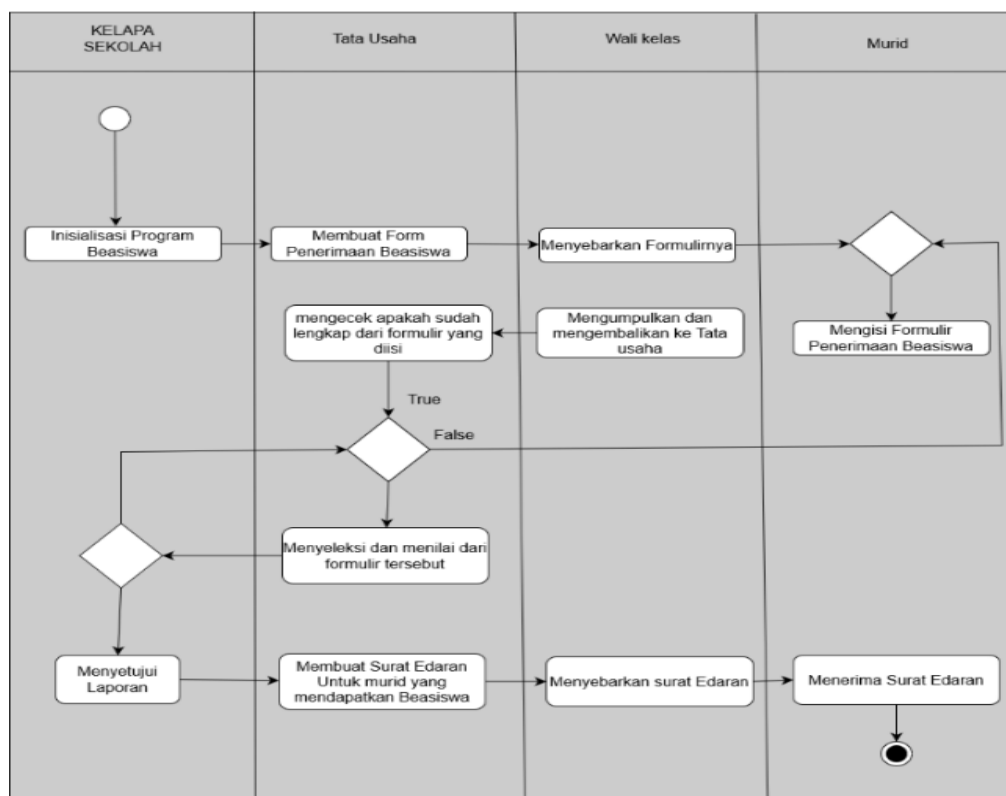 KELAPA
SEKOLAH
Tata Usaha
Wali kelas
Murid
Inisialisasi Program
Beasiswa
Membuat Form
Penerimaan Beasiswa
Menyebarkan Formulirnya
mengecek apakah sudah
lengkap dari formulir yang
diisi
Mengumpulkan dan
mengembalikan ke Tata
usaha
Mengisi Formulir
Penerimaan Beasiswa
True
False
Menyeleksi dan menilai dari
formulir tersebut
Menyetujui
Laporan
Membuat Surat Edaran
Untuk murid yang
mendapatkan Beasiswa
Menyebarkan surat Edaran
Menerima Surat Edaran